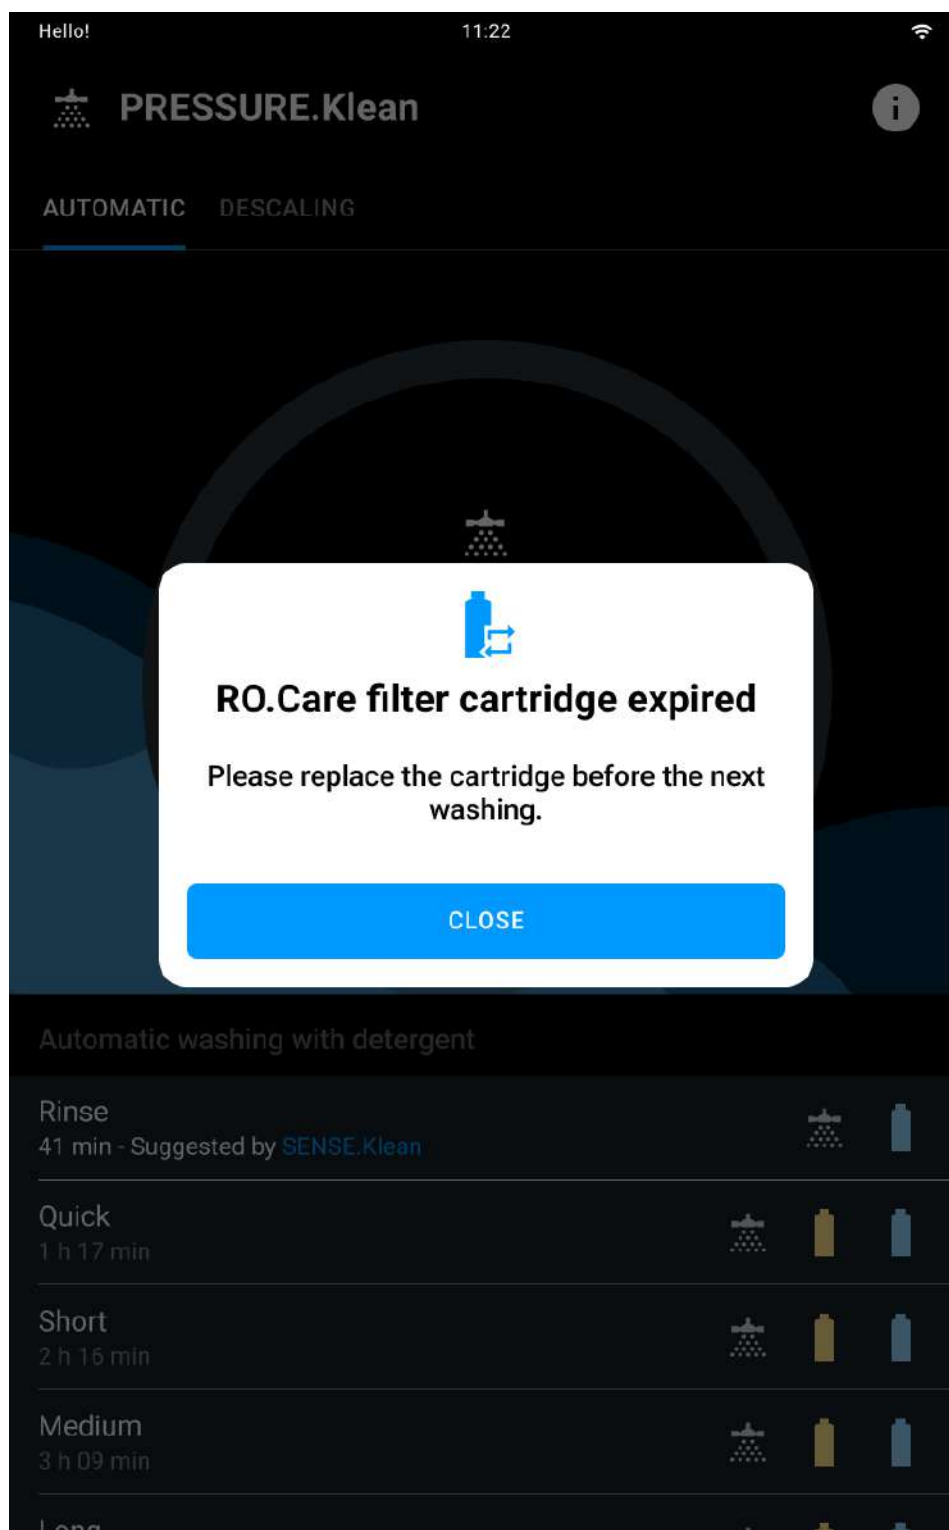 Hello!
11:22
PRESSURE.Klean
i
AUTOMATIC
DESCALING
RO.Care filter cartridge expired
Please replace the cartridge before the next
washing.
CLOSE
Automatic washing with detergent
Rinse
41 min - Suggested by SENSE.Klean
Quick
1 h 17 min
Short
2 h 16 min
Medium
3 h 09 min
Long